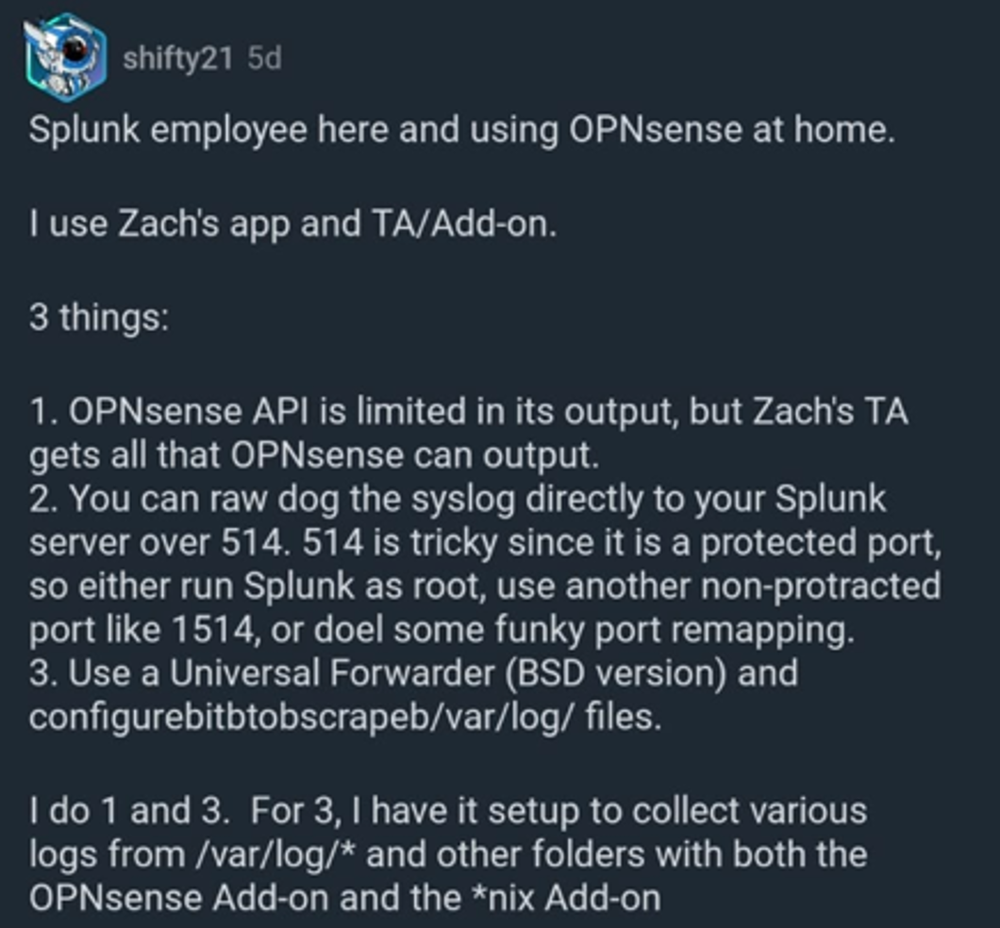 shifty21 5d
Splunk employee here and using OPNsense at home.
I use Zach's app and TA/Add-on.
3 things:
1. OPNsense API is limited in its output, but Zach's TA
gets all that OPNsense can output.
2. You can raw dog the syslog directly to your Splunk
server over 514. 514 is tricky since it is a protected port,
so either run Splunk as root, use another non-protracted
port like 1514, or doel some funky port remapping.
3. Use a Universal Forwarder (BSD version) and
configurebitbtobscrapeb/var/log/ files.
I do 1 and 3.  For 3, I have it setup to collect various
logs from /var/log/* and other folders with both the
OPNsense Add-on and the *nix Add-on